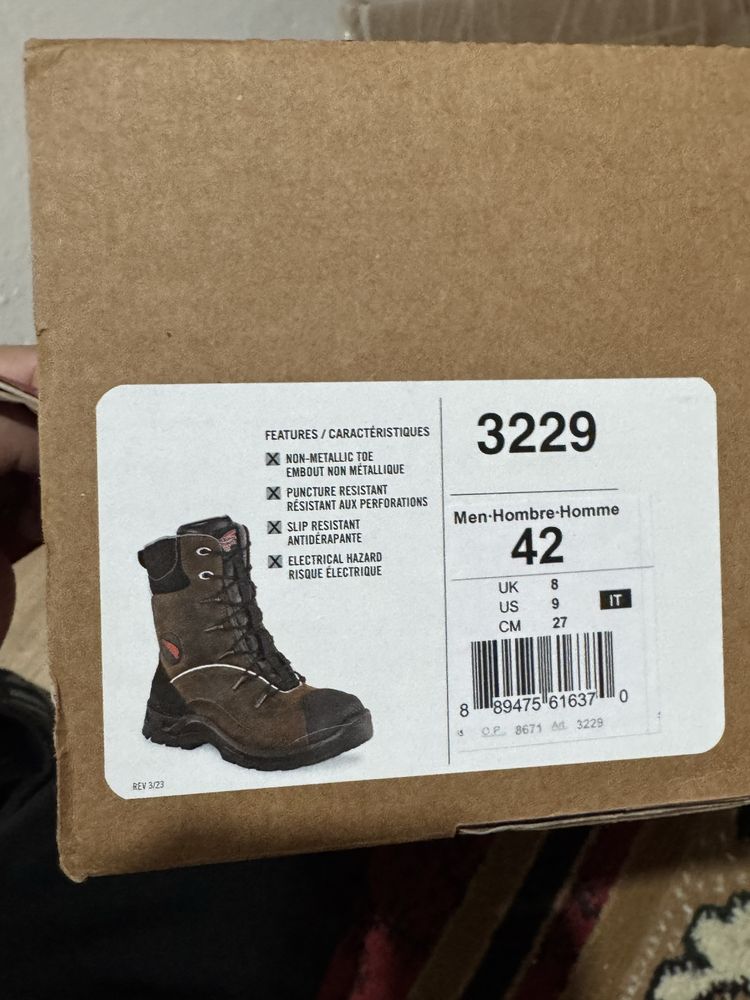 FEATURES / CARACTÉRISTIQUES
NON-METALLIC TOE
EMBOUT NON MÉTALLIQUE
PUNCTURE RESISTANT
RÉSISTANT AUX PERFORATIONS
SLIP RESISTANT
ANTIDÉRAPANTE
ELECTRICAL HAZARD
RISQUE ÉLECTRIQUE
REV 3/23
3229
Men-Hombre-Homme
42
UK 8
US 9
CM 27
IT
8 89475 61637 0
O.P. 8671 Art. 3229